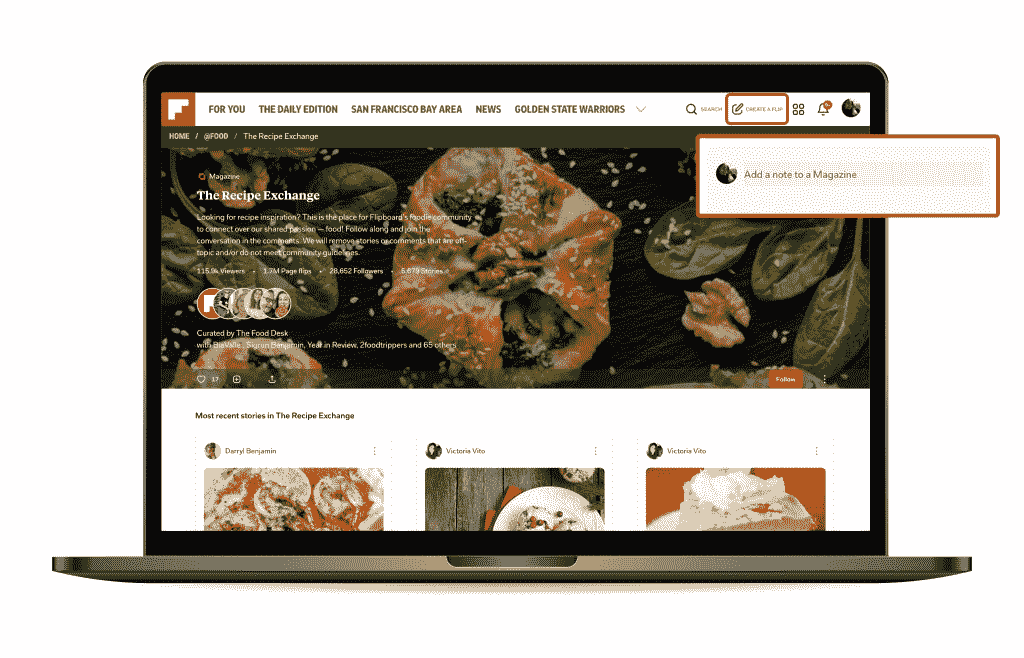 FOR YOU THE DAILY EDITION SAN FRANCISCO BAY AREA NEWS GOLDEN STATE WARRIORS SEARCH CREATE A FLIP
HOME / @FOOD / The Recipe Exchange
Add a note to a Magazine
Magazine
The Recipe Exchange
Looking for recipe inspiration? This is the place for Flipboard's foodie community
to connect over our shared passion — food! Follow along and join the
conversation in the comments. We will remove stories or comments that are off-
topic and/or do not meet community guidelines.
115.9k Viewers • 1.7M Page flips • 28,652 Followers • 5,679 Stories
Curated by The Food Desk
with BiaVallle, Sigrun Benjamin, Year in Review, 2foodtrippers and 65 others
17
Follow
Most recent stories in The Recipe Exchange
Darryl Benjamin
Victoria Vito
Victoria Vito